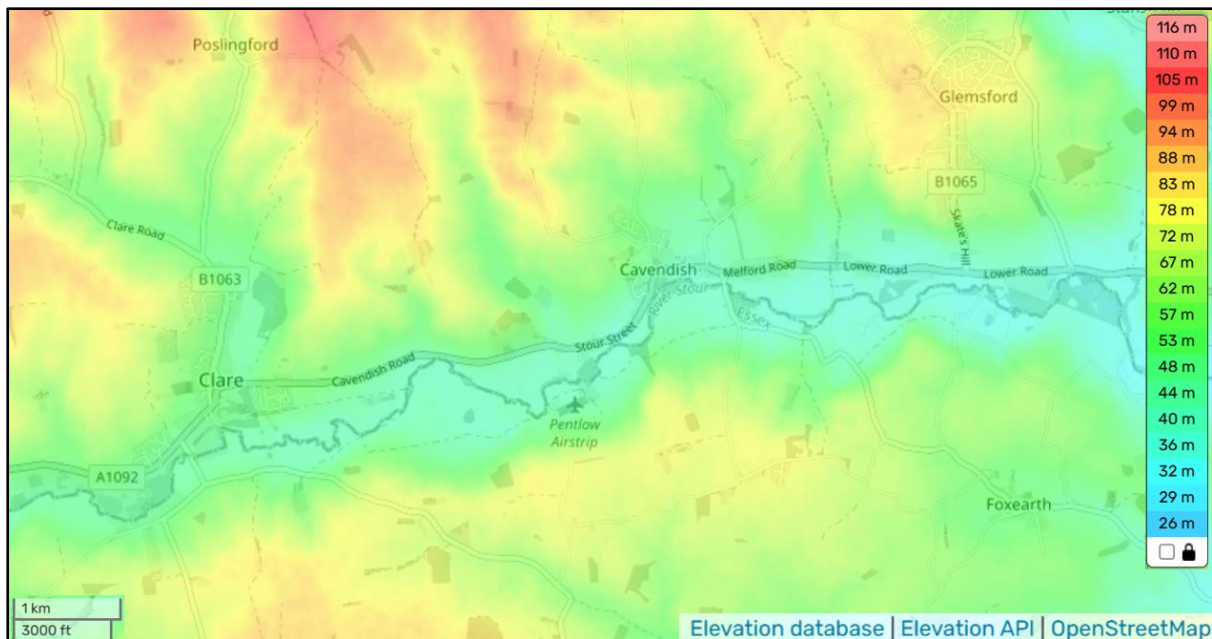 Poslingford
Glemsford
B1065
Skate's Hill
Clare Road
B1063
Cavendish
Melford Road
Lower Road
Lower Road
River Stour
Essex
Stour Street
Cavendish Road
Clare
Pentlow
Airstrip
A1092
Foxearth
116 m
110 m
105 m
99 m
94 m
88 m
83 m
78 m
72 m
67 m
62 m
57 m
53 m
48 m
44 m
40 m
36 m
32 m
29 m
26 m
1 km
3000 ft
Elevation database | Elevation API | OpenStreetMap